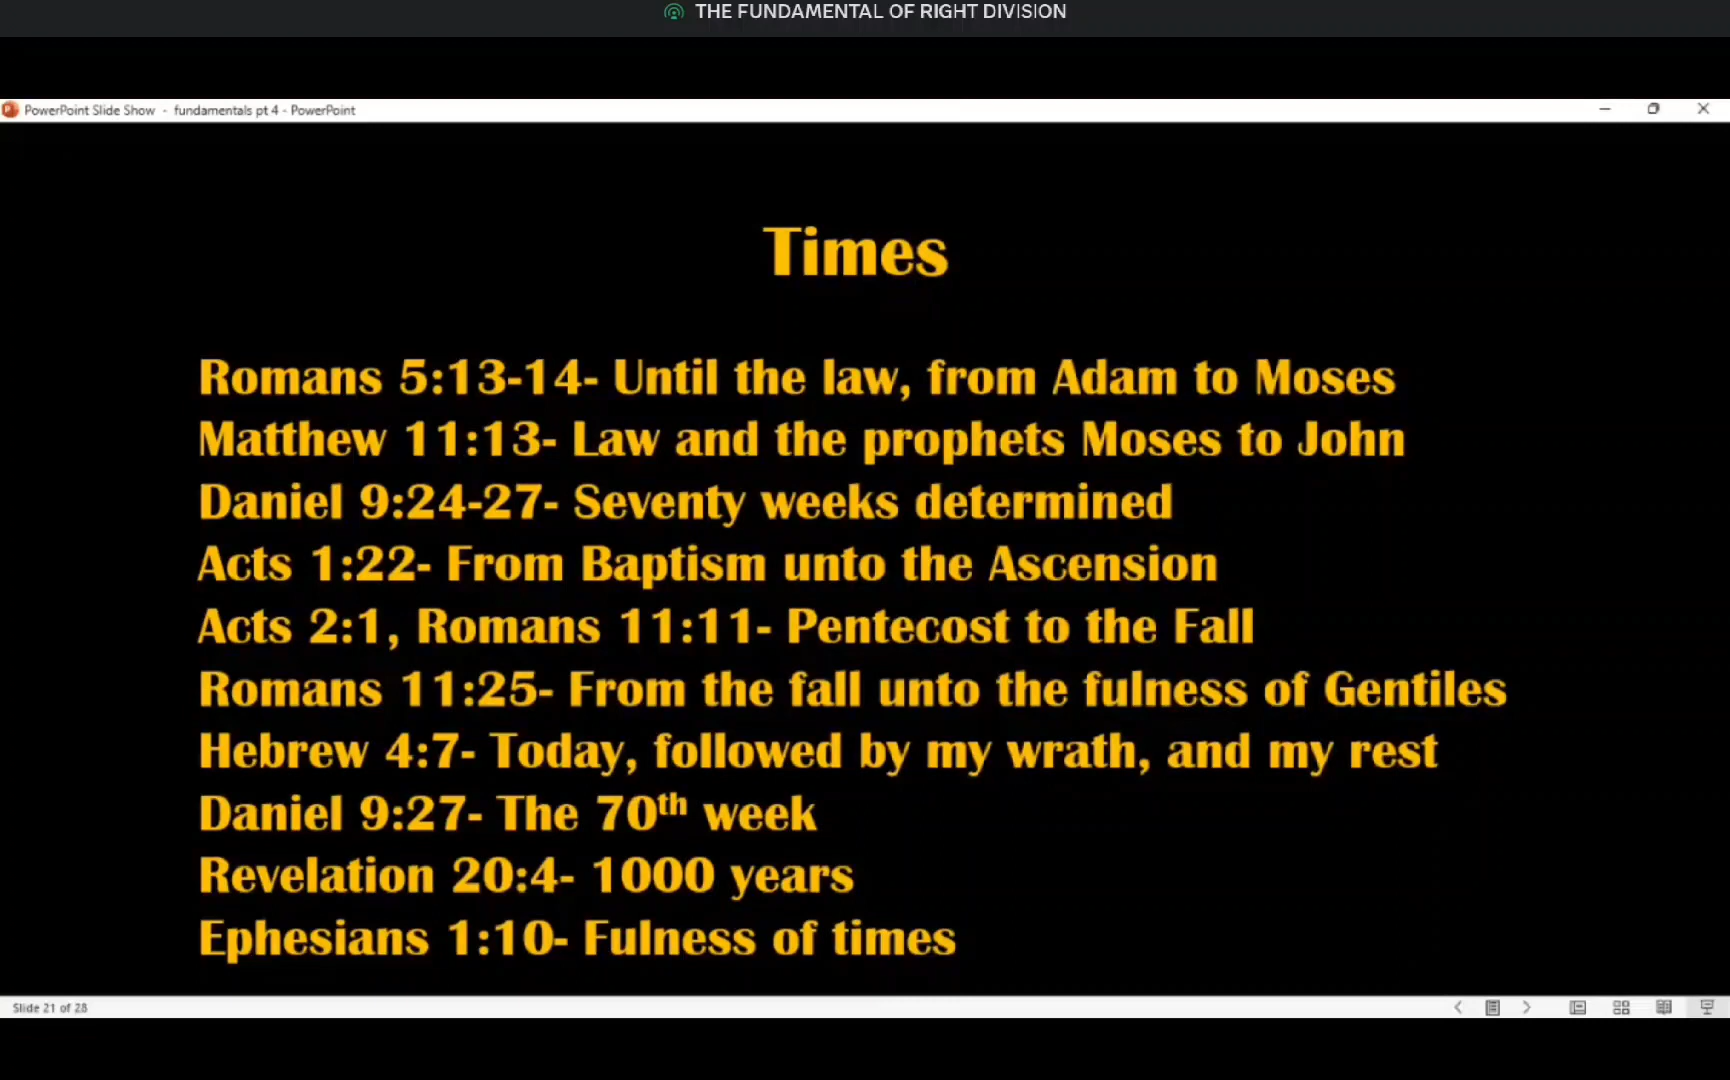 THE FUNDAMENTAL OF RIGHT DIVISION
PowerPoint Slide Show - fundamentals pt 4 - PowerPoint
Times
Romans 5:13-14- Until the law, from Adam to Moses
Matthew 11:13- Law and the prophets Moses to John
Daniel 9:24-27- Seventy weeks determined
Acts 1:22- From Baptism unto the Ascension
Acts 2:1, Romans 11:11- Pentecost to the Fall
Romans 11:25- From the fall unto the fulness of Gentiles
Hebrew 4:7- Today, followed by my wrath, and my rest
Daniel 9:27- The 70th week
Revelation 20:4- 1000 years
Ephesians 1:10- Fulness of times
Slide 21 of 28